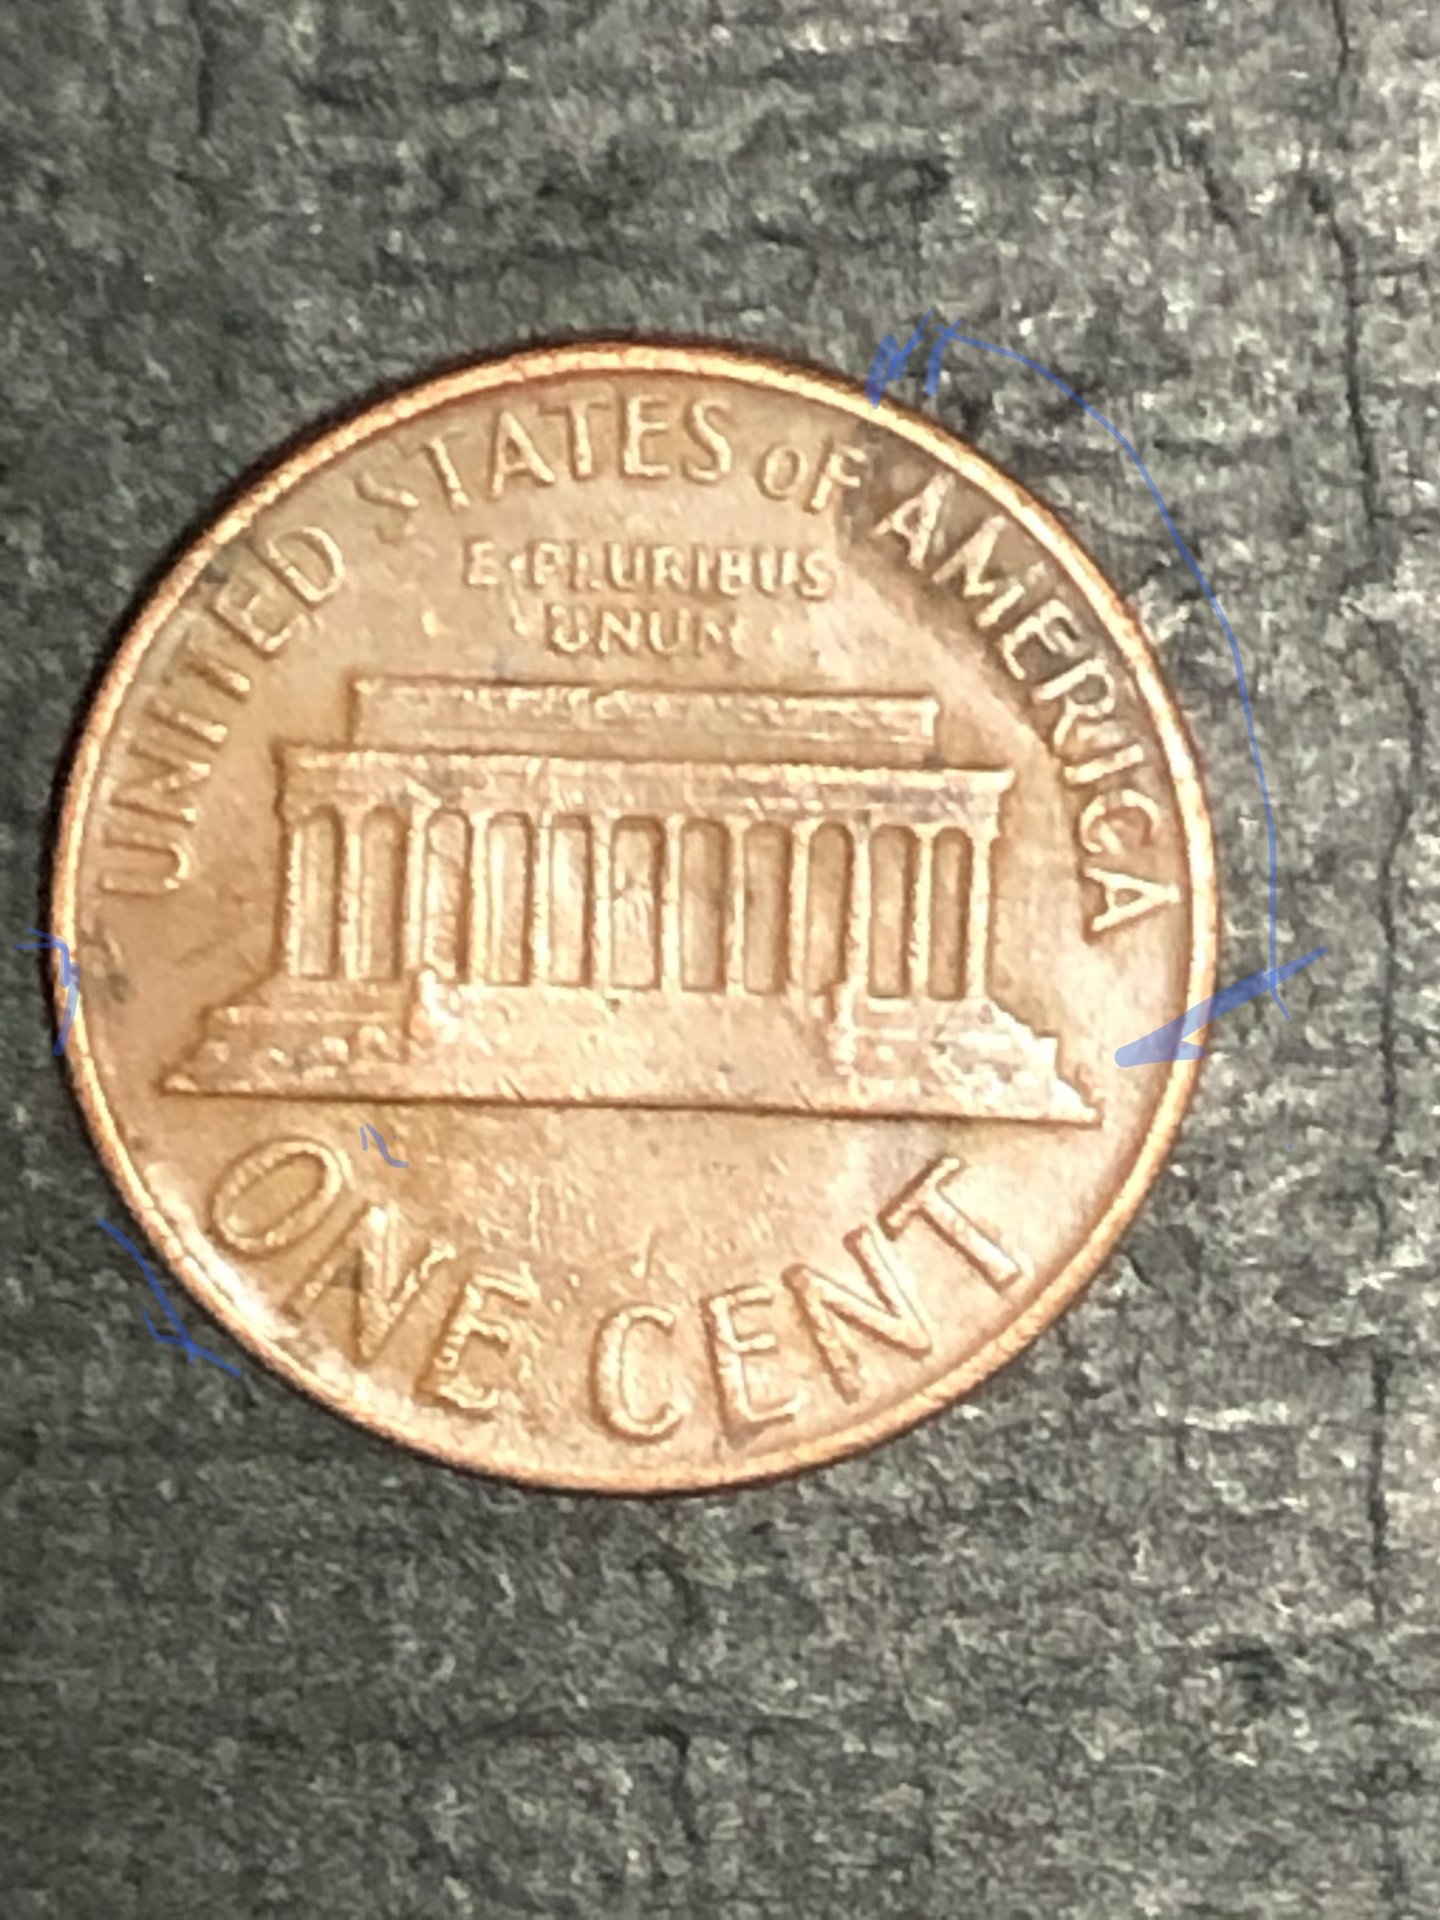 UNITED STATES OF AMERICA
E·PLURIBUS
UNUM
ONE CENT